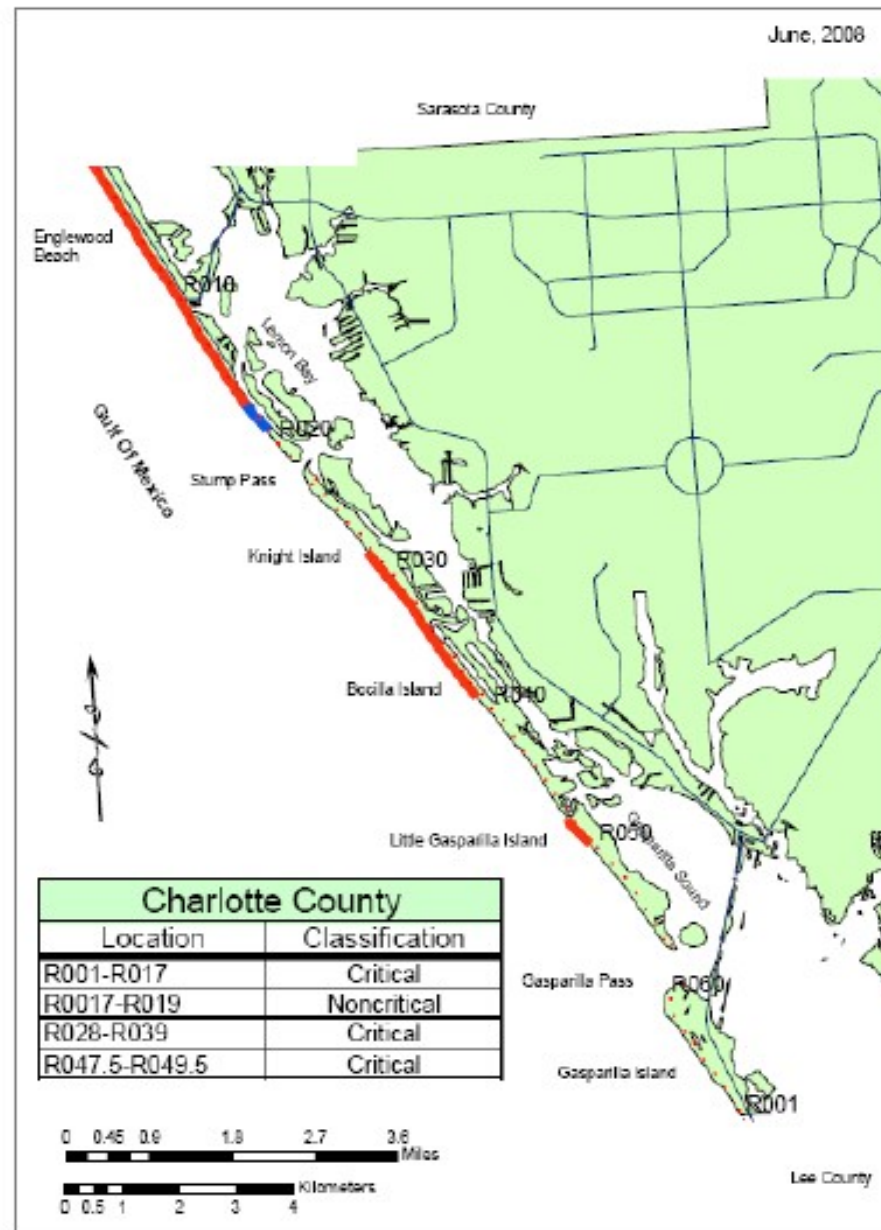 June, 2008
Sarasota County
Englewood
Beach
R010
Lemon Bay
Gulf Of Mexico
R020
Stump Pass
Knight Island
R030
Bocilla Island
R040
Little Gasparilla Island
R050
Gasparilla Sound
Gasparilla Pass
R060
Gasparilla Island
R001
Lee County
Charlotte County
Location Classification
R001-R017 Critical
R0017-R019 Noncritical
R028-R039 Critical
R047.5-R049.5 Critical
0 0.45 0.9 1.8 2.7 3.6
Miles
Kilometers
0 0.5 1 2 3 4